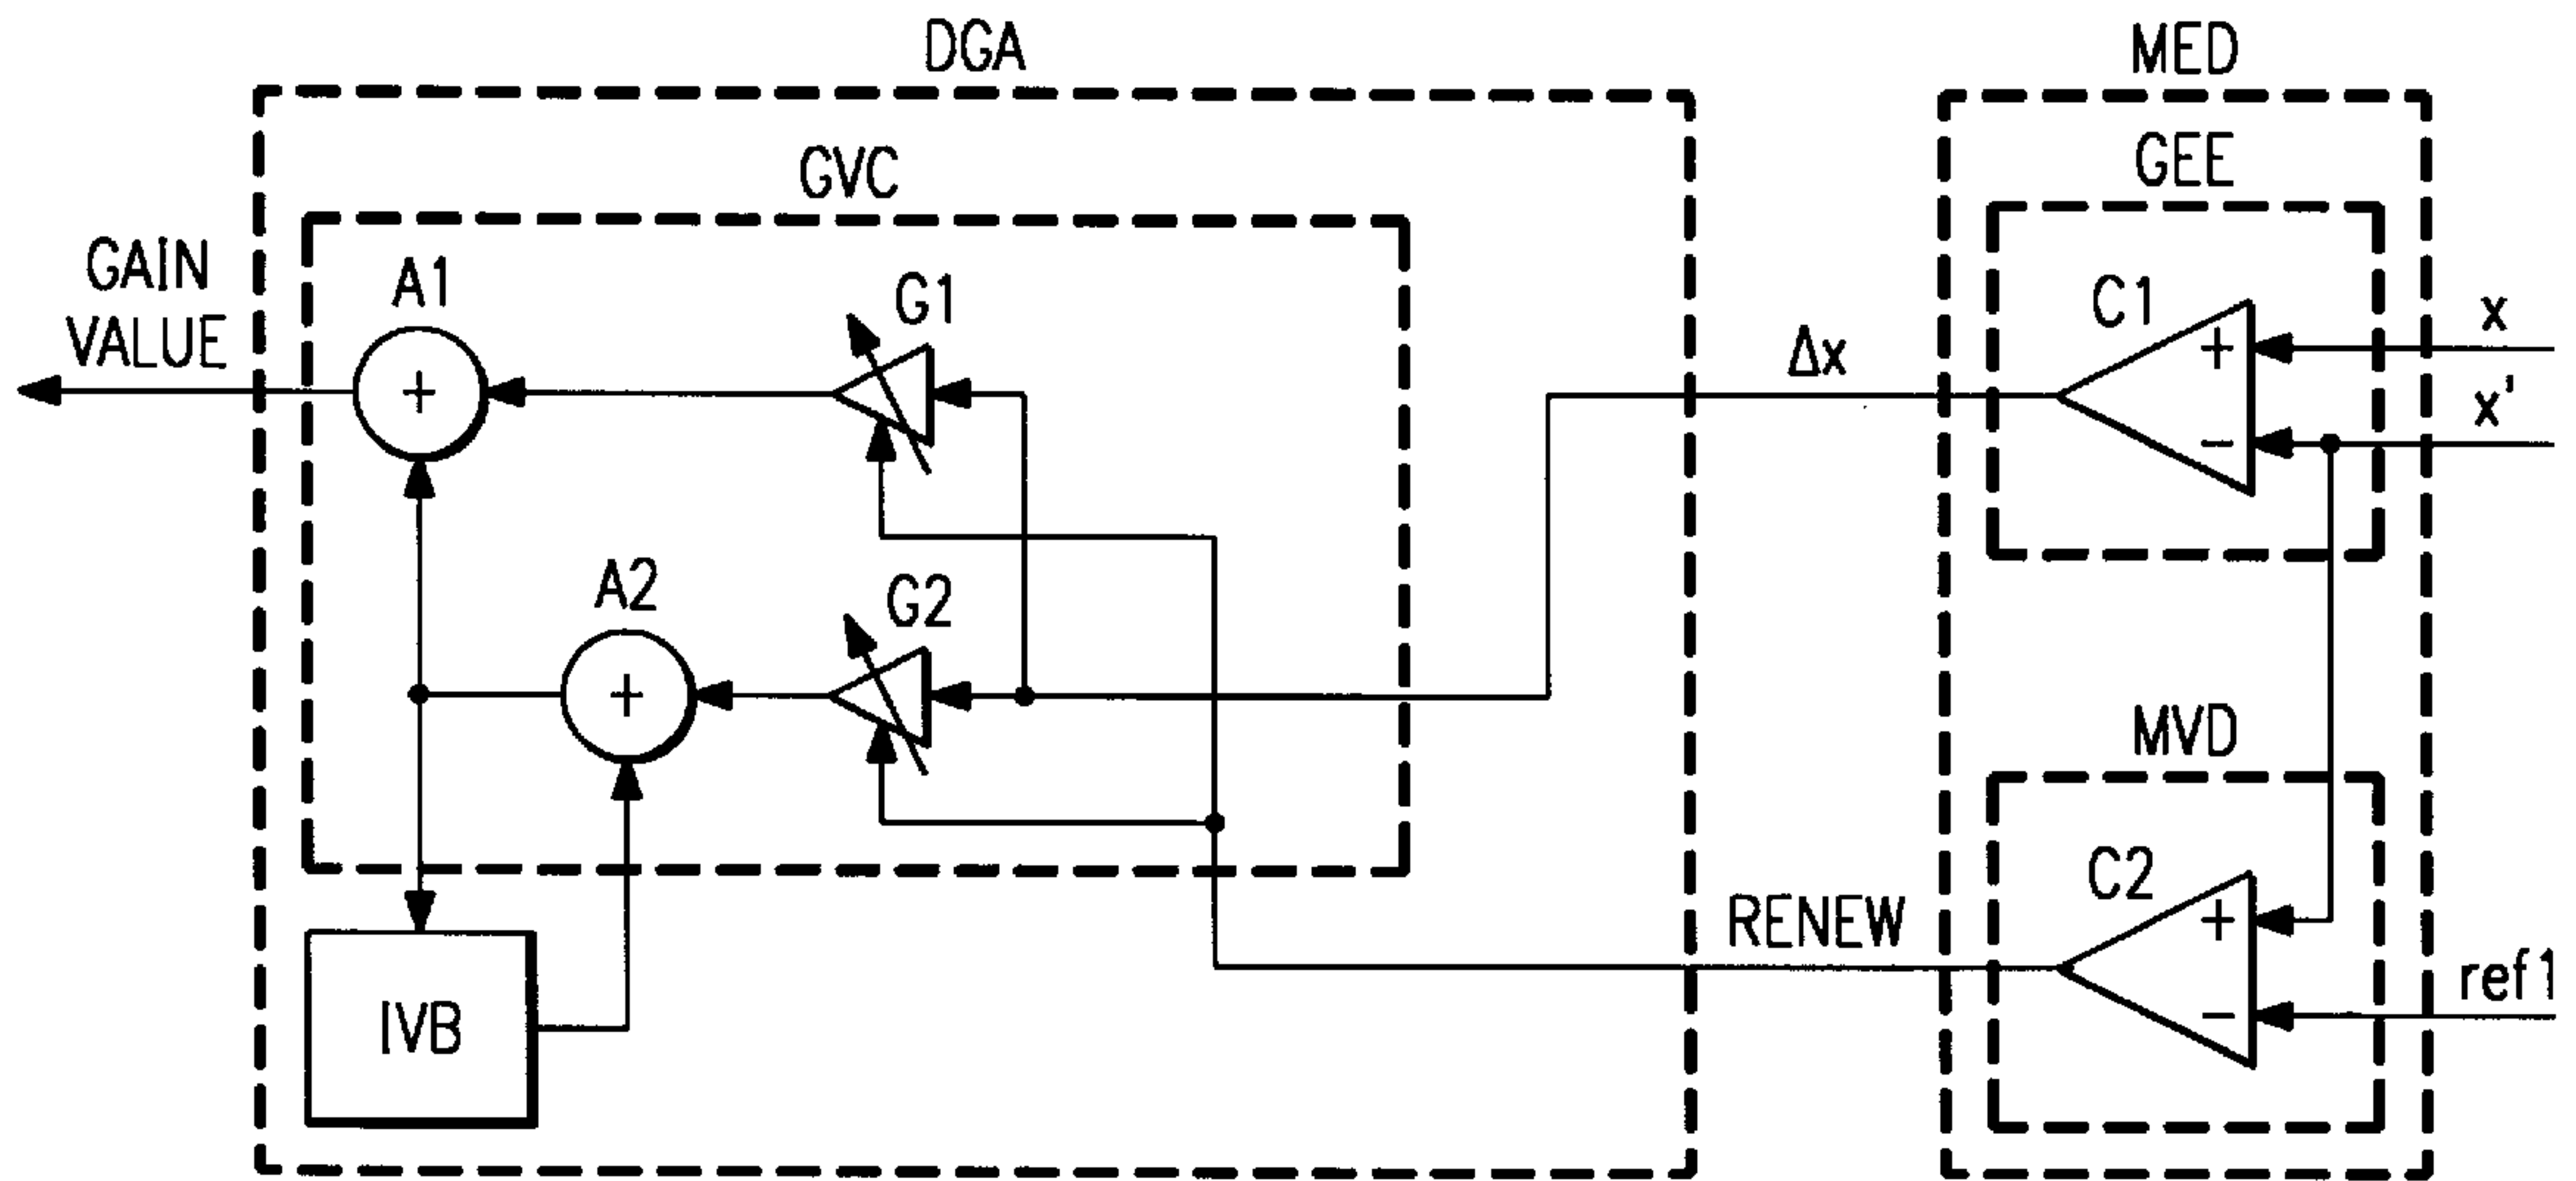 DGA
MED
GVC
GEE
GAIN
VALUE
A1
G1
C1
x
Δx
x'
+
+
−
A2
G2
+
MVD
C2
RENEW
+
ref1
IVB
−